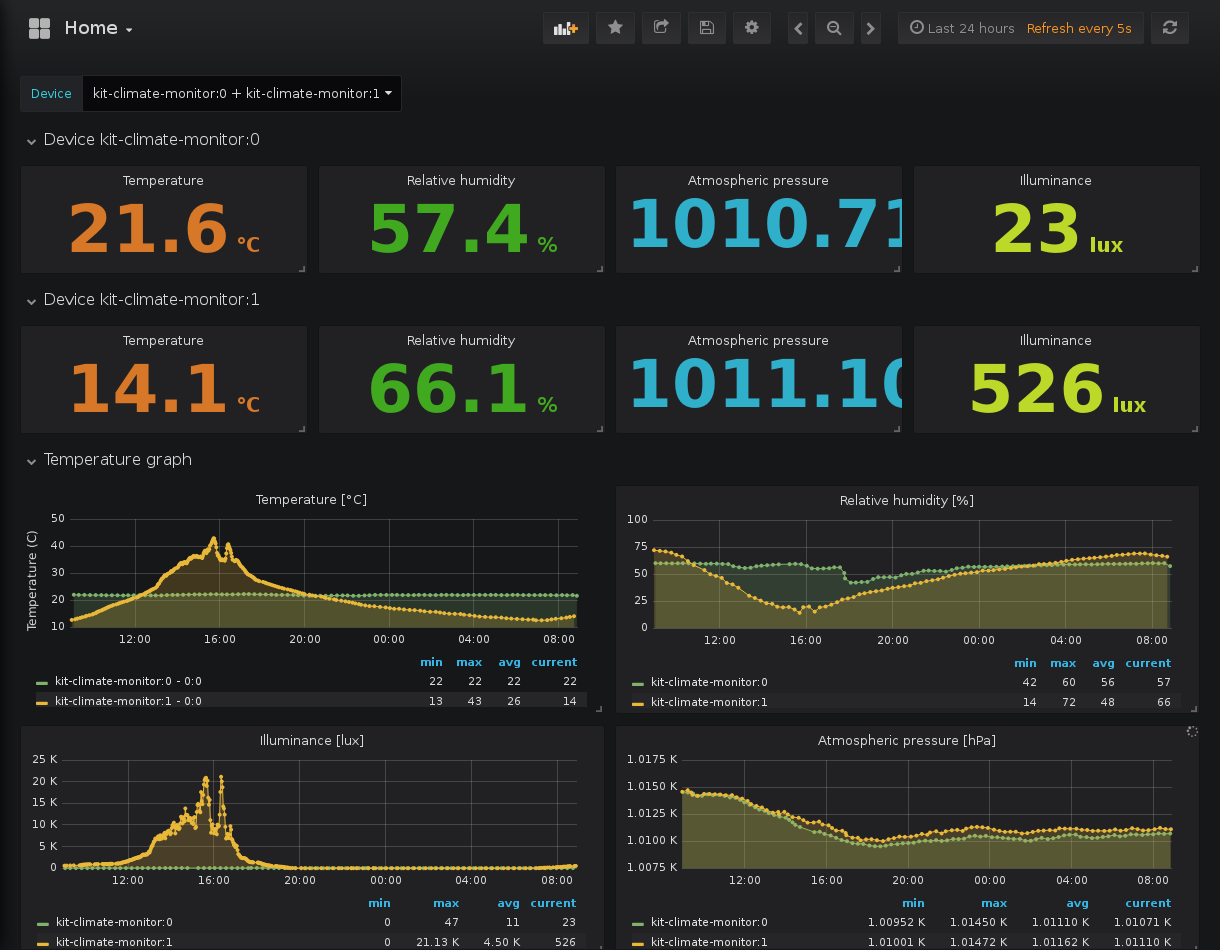 Home
Last 24 hours Refresh every 5s
Device kit-climate-monitor:0 + kit-climate-monitor:1
Device kit-climate-monitor:0
Temperature Relative humidity Atmospheric pressure Illuminance
21.6 °C 57.4 % 1010.71 23 lux
Device kit-climate-monitor:1
Temperature Relative humidity Atmospheric pressure Illuminance
14.1 °C 66.1 % 1011.10 526 lux
Temperature graph
Temperature [°C]
Temperature (C)
50
40
30
20
10
12:00 16:00 20:00 00:00 04:00 08:00
min max avg current
kit-climate-monitor:0 - 0:0 22 22 22 22
kit-climate-monitor:1 - 0:0 13 43 26 14
Relative humidity [%]
100
75
50
25
0
12:00 16:00 20:00 00:00 04:00 08:00
min max avg current
kit-climate-monitor:0 42 60 56 57
kit-climate-monitor:1 14 72 48 66
Illuminance [lux]
25 K
20 K
15 K
10 K
5 K
0
12:00 16:00 20:00 00:00 04:00 08:00
min max avg current
kit-climate-monitor:0 0 47 11 23
kit-climate-monitor:1 0 21.13 K 4.50 K 526
Atmospheric pressure [hPa]
1.0175 K
1.0150 K
1.0125 K
1.0100 K
1.0075 K
12:00 16:00 20:00 00:00 04:00 08:00
min max avg current
kit-climate-monitor:0 1.00952 K 1.01450 K 1.01110 K 1.01071 K
kit-climate-monitor:1 1.01001 K 1.01472 K 1.01162 K 1.01110 K